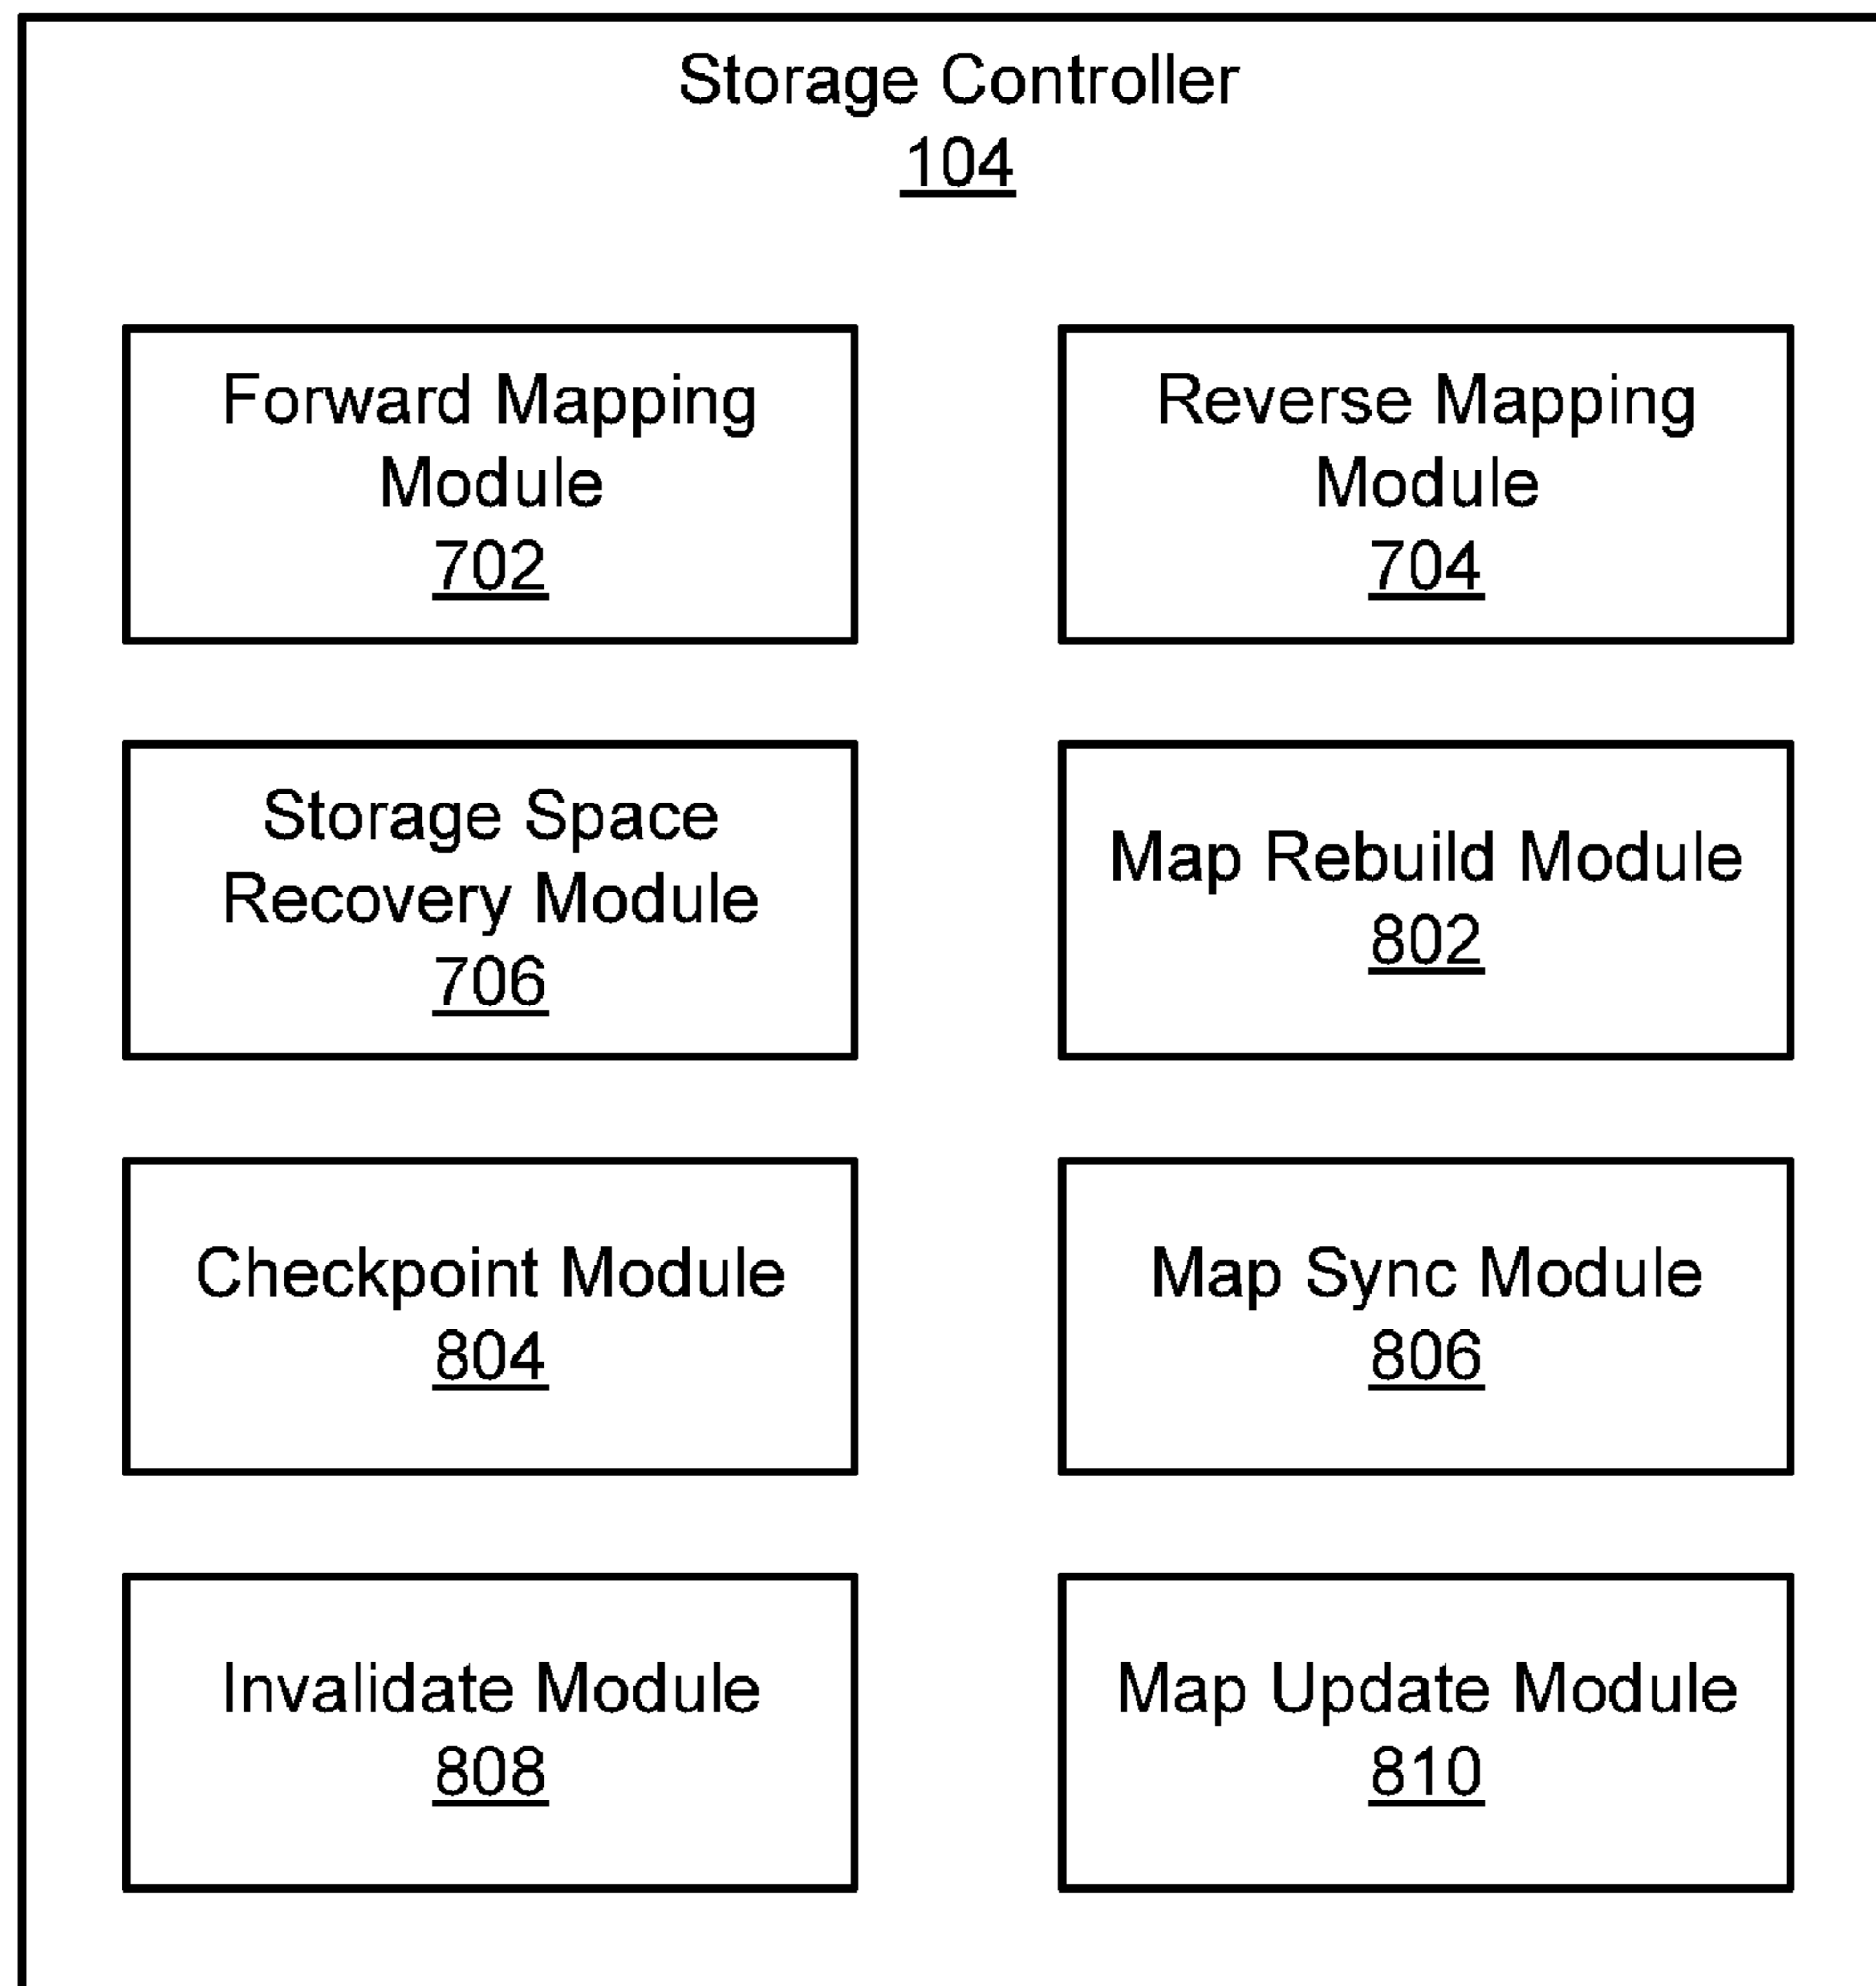 Storage Controller
104
Forward Mapping
Module
702
Reverse Mapping
Module
704
Storage Space
Recovery Module
706
Map Rebuild Module
802
Checkpoint Module
804
Map Sync Module
806
Invalidate Module
808
Map Update Module
810